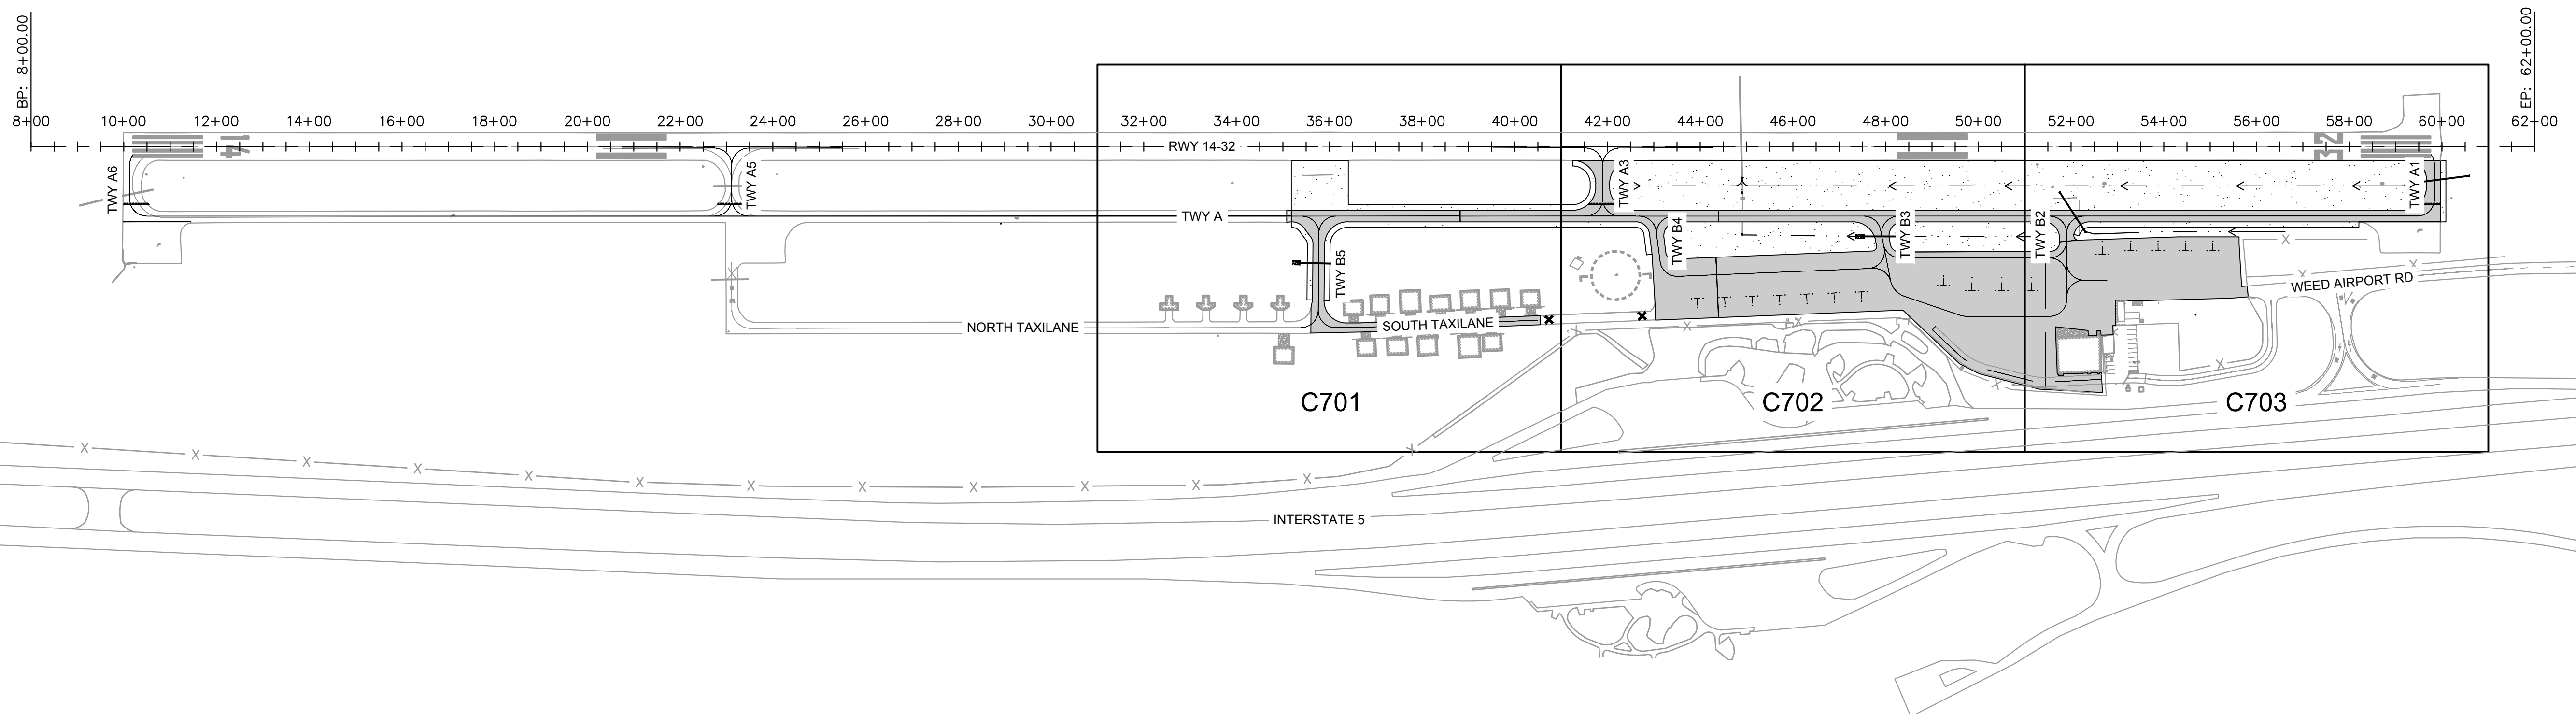 BP: 8+00.00
EP: 62+00.00
8+00 10+00 12+00 14+00 16+00 18+00 20+00 22+00 24+00 26+00 28+00 30+00 32+00 34+00 36+00 38+00 40+00 42+00 44+00 46+00 48+00 50+00 52+00 54+00 56+00 58+00 60+00 62+00
RWY 14-32
14
32
TWY A6
TWY A5
TWY A3
TWY A1
TWY A
TWY B5
TWY B4
TWY B3
TWY B2
WEED AIRPORT RD
NORTH TAXILANE
SOUTH TAXILANE
C701
C702
C703
INTERSTATE 5